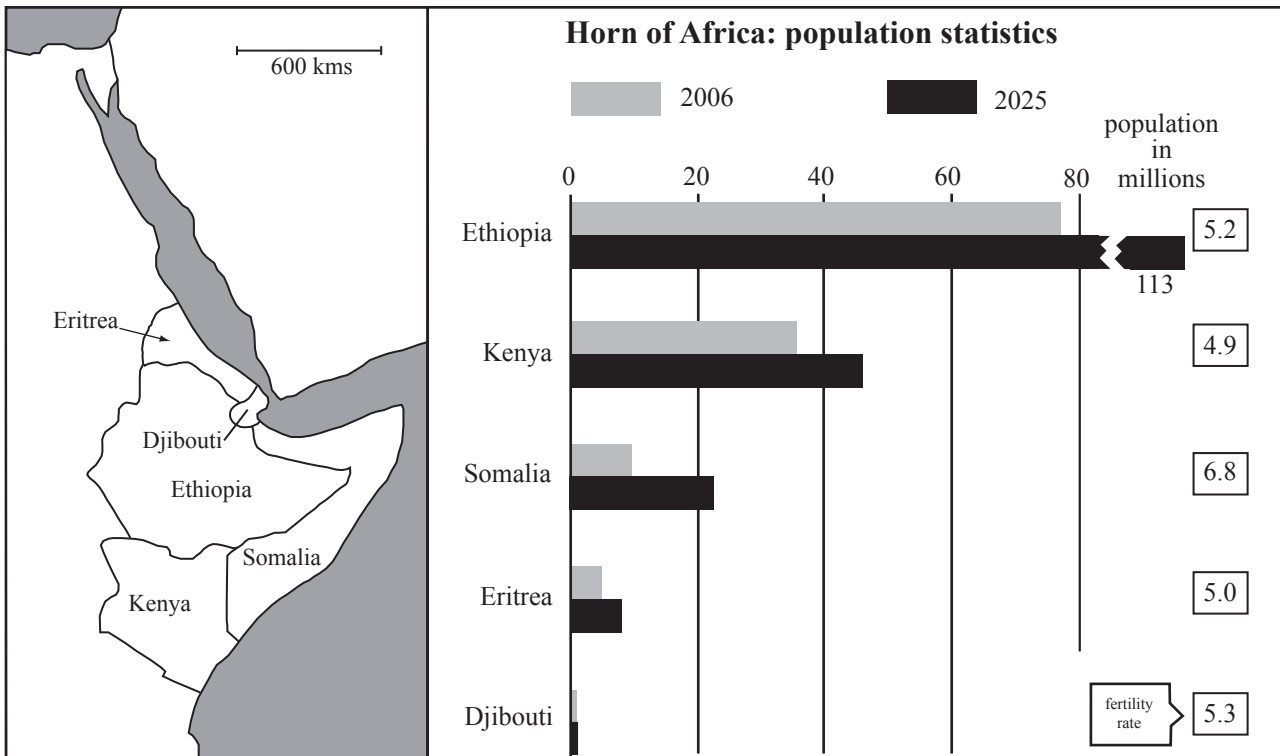 600 kms
Eritrea
Djibouti
Ethiopia
Somalia
Kenya
Horn of Africa: population statistics
2006
2025
population
in
millions
0 20 40 60 80
Ethiopia 5.2
113
Kenya 4.9
Somalia 6.8
Eritrea 5.0
Djibouti 5.3
fertility
rate